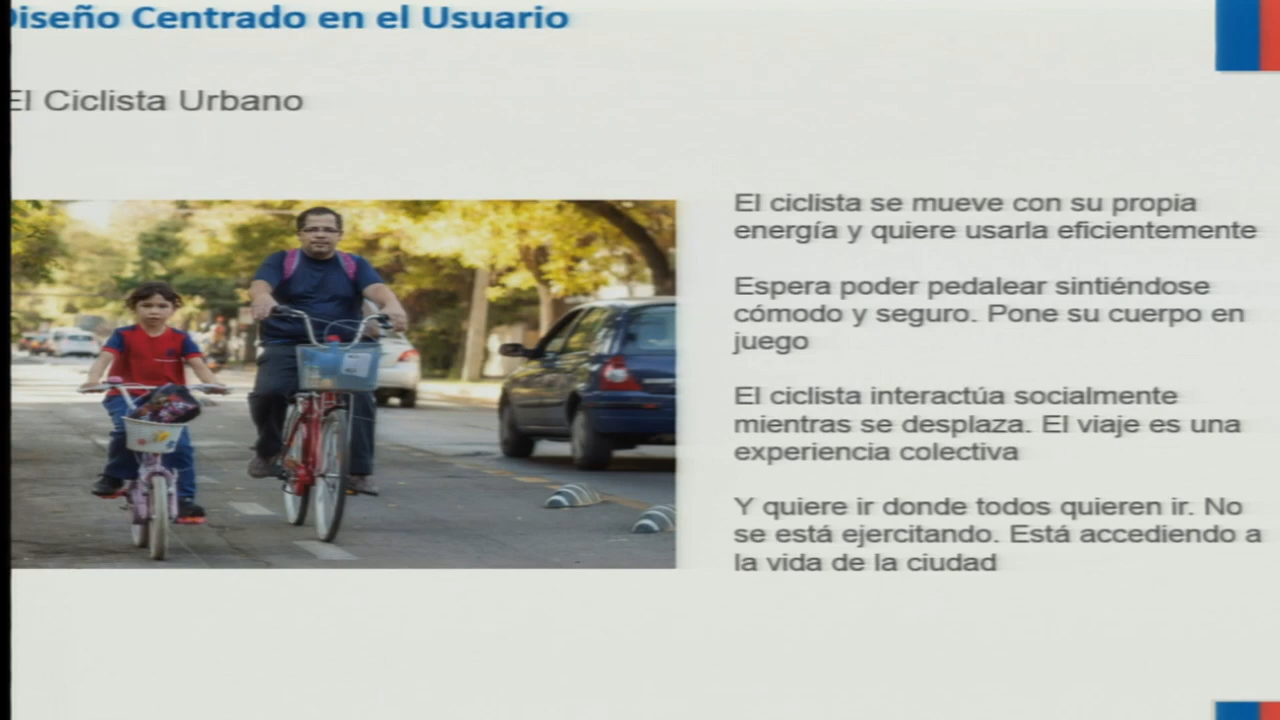 Diseño Centrado en el Usuario
El Ciclista Urbano
El ciclista se mueve con su propia
energía y quiere usarla eficientemente
Espera poder pedalear sintiéndose
cómodo y seguro. Pone su cuerpo en
juego
El ciclista interactúa socialmente
mientras se desplaza. El viaje es una
experiencia colectiva
Y quiere ir donde todos quieren ir. No
se está ejercitando. Está accediendo a
la vida de la ciudad